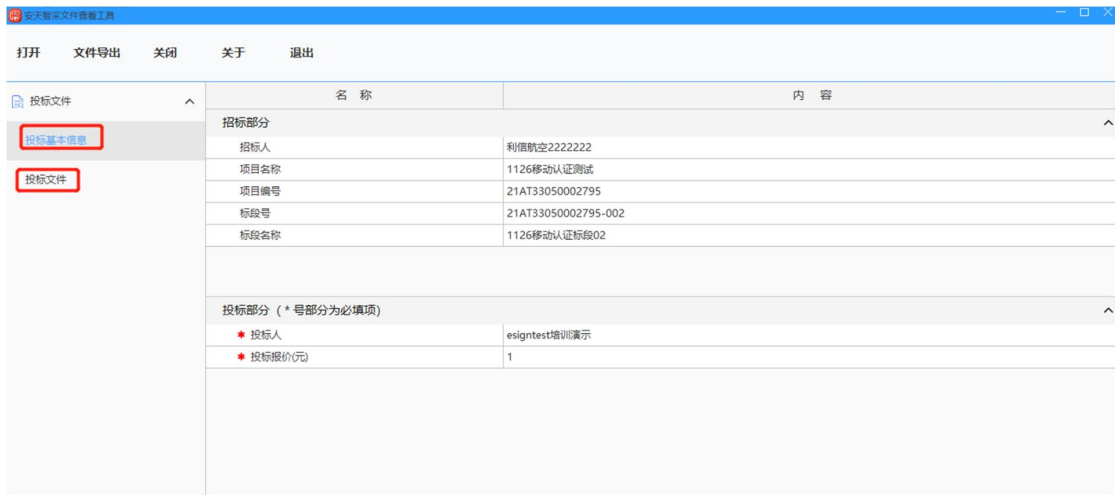 安天智采文件查看工具
打开 文件导出 关闭 关于 退出
投标文件
投标基本信息
投标文件
名 称 内 容
招标部分
招标人 利信航空2222222
项目名称 1126移动认证测试
项目编号 21AT33050002795
标段号 21AT33050002795-002
标段名称 1126移动认证标段02
投标部分 ( * 号部分为必填项)
* 投标人 esigntest培训演示
* 投标报价(元) 1